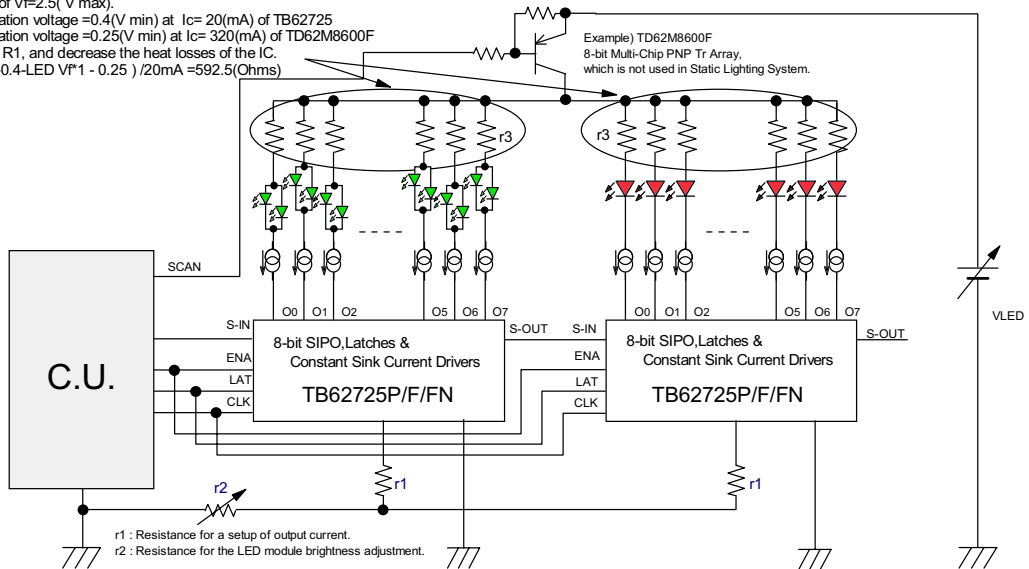 of Vf=2.5( V max).
ation voltage =0.4(V min) at Ic= 20(mA) of TB62725
ation voltage =0.25(V min) at Ic= 320(mA) of TD62M8600F
R1, and decrease the heat losses of the IC.
0.4-LED Vf*1 - 0.25 ) /20mA =592.5(Ohms)
Example) TD62M8600F
8-bit Multi-Chip PNP Tr Array,
which is not used in Static Lighting System.
r3
r3
SCAN
VLED
O0 O1 O2 O5 O6 O7
O0 O1 O2 O5 O6 O7
S-IN
ENA
LAT
CLK
8-bit SIPO,Latches &
Constant Sink Current Drivers
TB62725P/F/FN
S-OUT
S-IN
ENA
LAT
CLK
8-bit SIPO,Latches &
Constant Sink Current Drivers
TB62725P/F/FN
S-OUT
C.U.
r2
r1
r1
r1 : Resistance for a setup of output current.
r2 : Resistance for the LED module brightness adjustment.